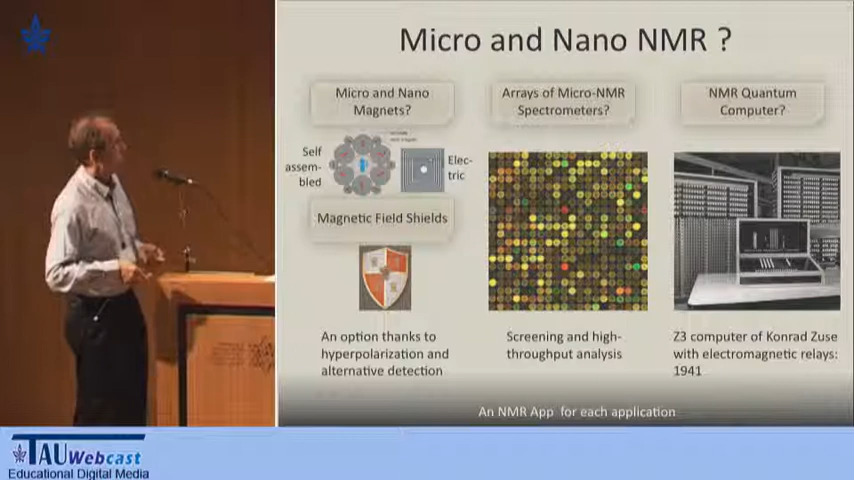 Micro and Nano NMR ?
Micro and Nano
Magnets?
Self
assem-
bled
Elec-
tric
Magnetic Field Shields
An option thanks to
hyperpolarization and
alternative detection
Arrays of Micro-NMR
Spectrometers?
Screening and high-
throughput analysis
NMR Quantum
Computer?
Z3 computer of Konrad Zuse
with electromagnetic relays:
1941
An NMR App for each application
TAU Webcast
Educational Digital Media